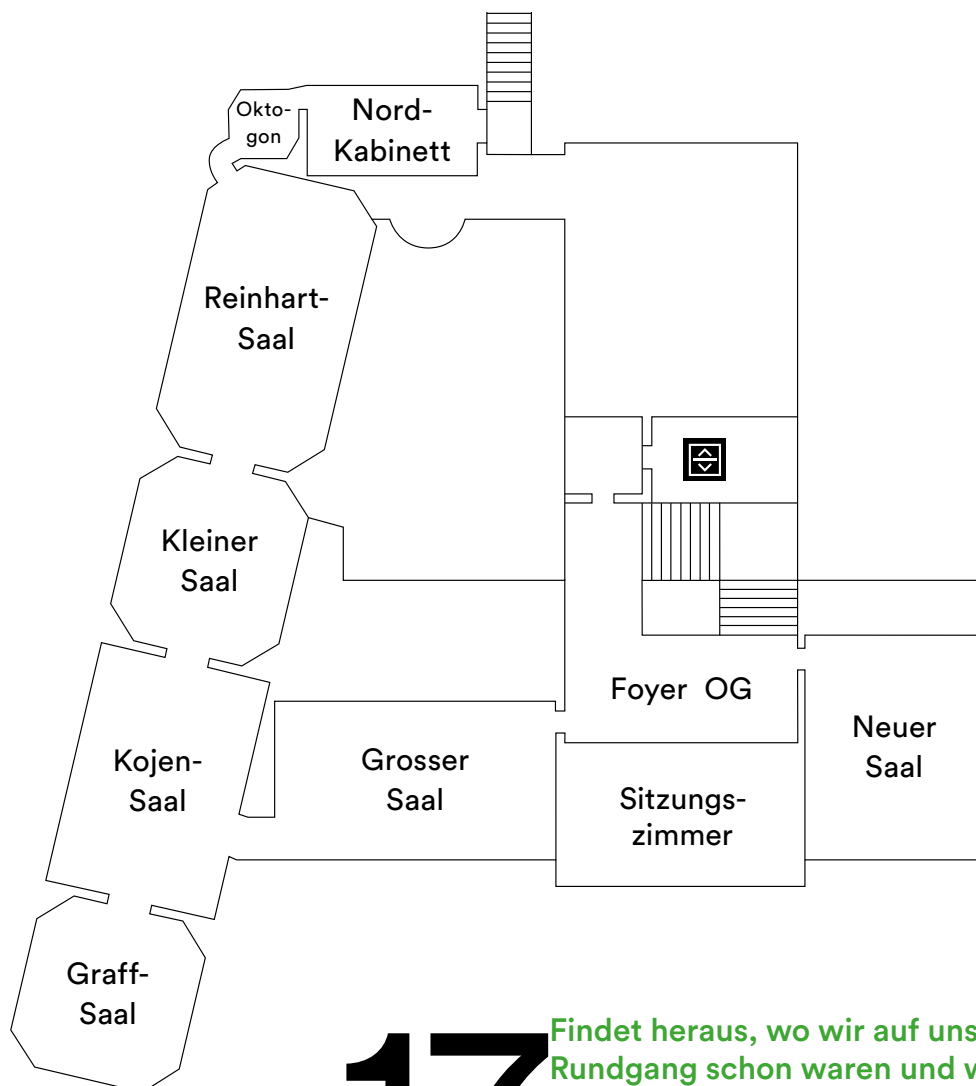 Okto-
gon
Nord-
Kabinett
Reinhart-
Saal
Kleiner
Saal
Foyer OG
Neuer
Saal
Kojen-
Saal
Grosser
Saal
Sitzungs-
zimmer
Graff-
Saal
17
Findet heraus, wo wir auf uns
Rundgang schon waren und w